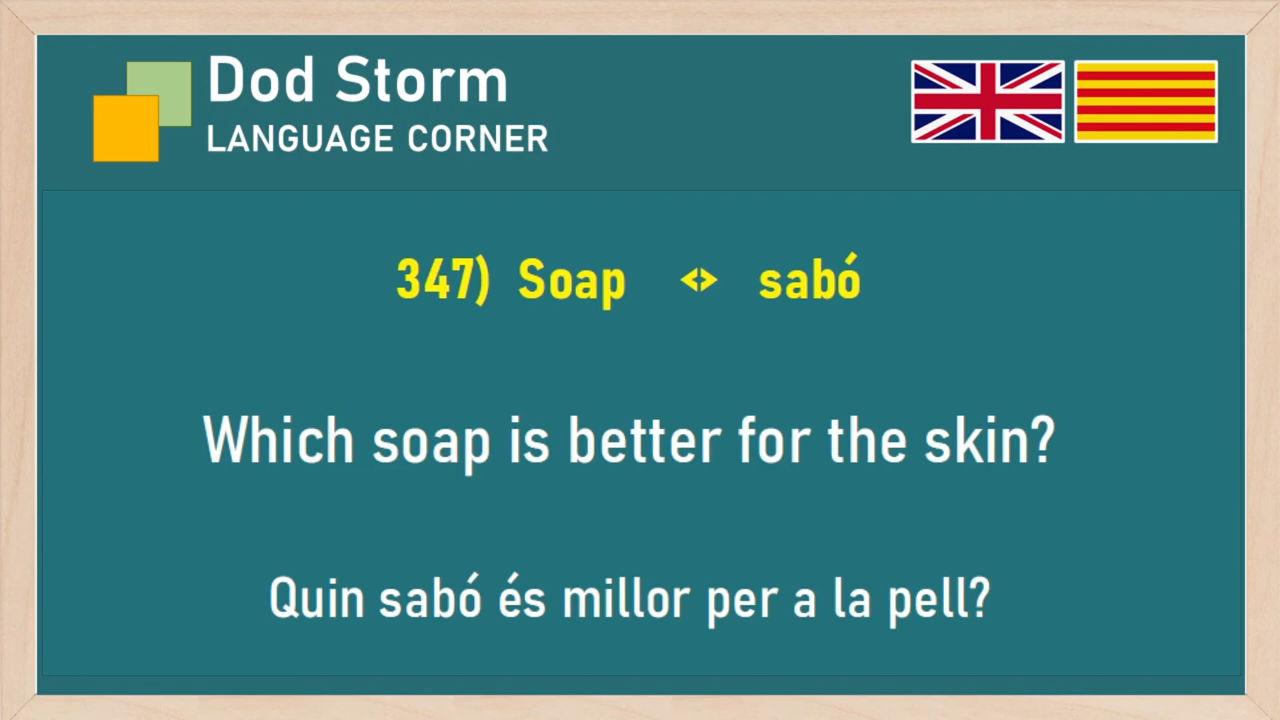 Dod Storm
LANGUAGE CORNER
347) Soap <> sabó
Which soap is better for the skin?
Quin sabó és millor per a la pell?